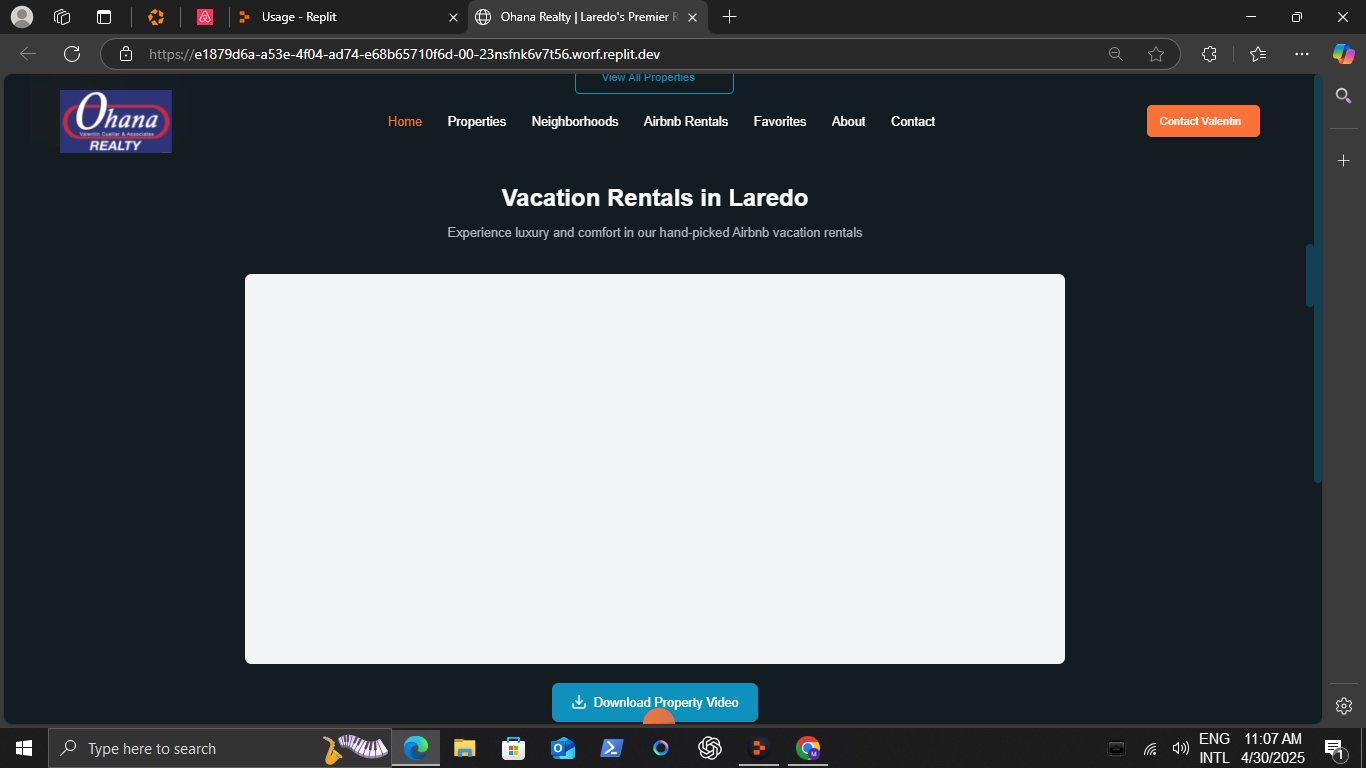 Usage - Replit
Ohana Realty | Laredo's Premier R
https://e1879d6a-a53e-4f04-ad74-e68b65710f6d-00-23nsfnk6v7t56.worf.replit.dev
View All Properties
Ohana
Valentin Cuellar & Associates
REALTY
Home Properties Neighborhoods Airbnb Rentals Favorites About Contact
Contact Valentin
Vacation Rentals in Laredo
Experience luxury and comfort in our hand-picked Airbnb vacation rentals
Download Property Video
Type here to search
ENG
INTL
11:07 AM
4/30/2025
1